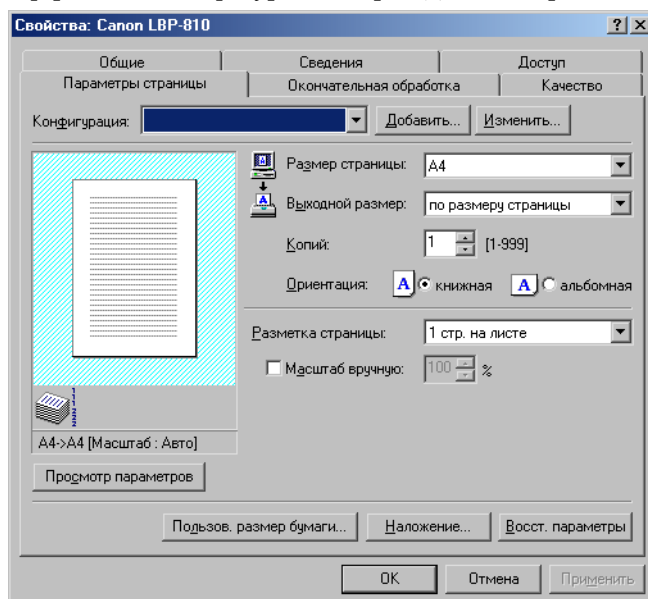 Свойства: Canon LBP-810
Общие Сведения Доступ
Параметры страницы Окончательная обработка Качество
Конфигурация: Добавить... Изменить...
Размер страницы: A4
Выходной размер: по размеру страницы
Копий: 1 [1-999]
Ориентация: A книжная A альбомная
Разметка страницы: 1 стр. на листе
Масштаб вручную: 100 %
A4->A4 [Масштаб : Авто]
Просмотр параметров
Пользов. размер бумаги... Наложение... Восст. параметры
OK Отмена Применить